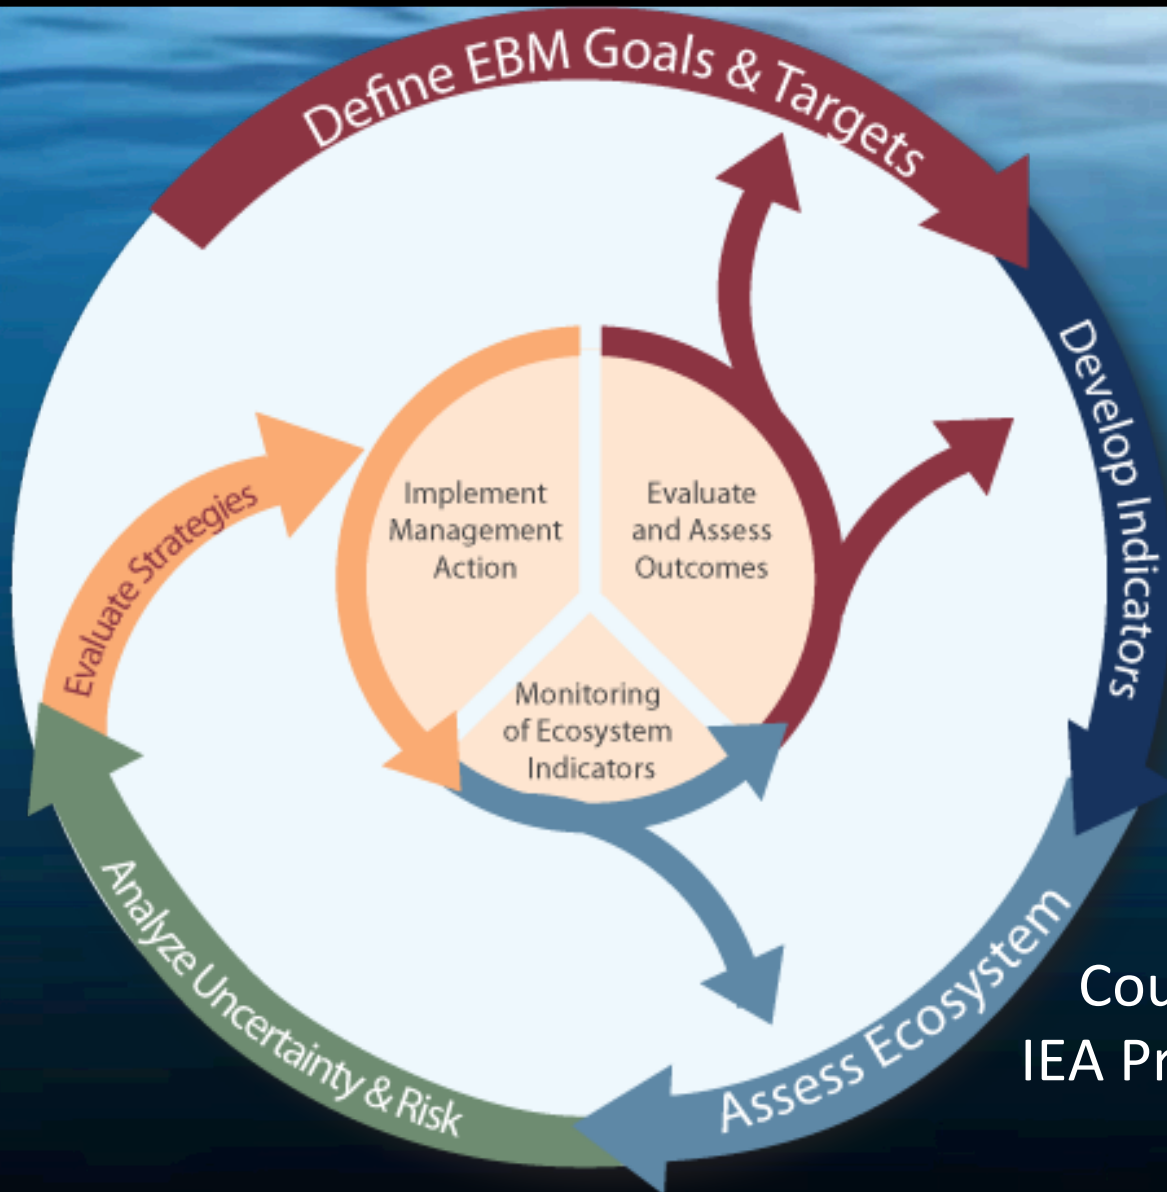 Define EBM Goals & Targets
Develop Indicators
Assess Ecosystem
Analyze Uncertainty & Risk
Evaluate Strategies
Implement
Management
Action
Evaluate
and Assess
Outcomes
Monitoring
of Ecosystem
Indicators
IEA